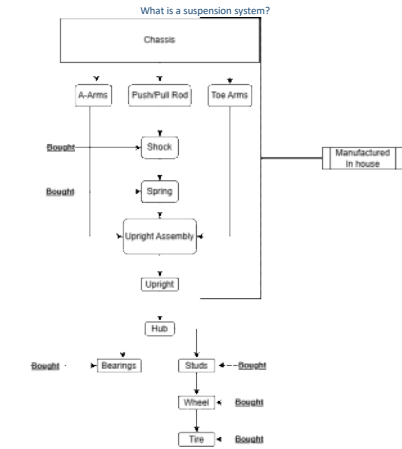 What is a suspension system?
Chassis
A-Arms
Push/Pull Rod
Toe Arms
Manufactured
in house
Bought
Shock
Bought
Spring
Upright Assembly
Upright
Hub
Bought
Bearings
Studs
Bought
Wheel
Bought
Tire
Bought